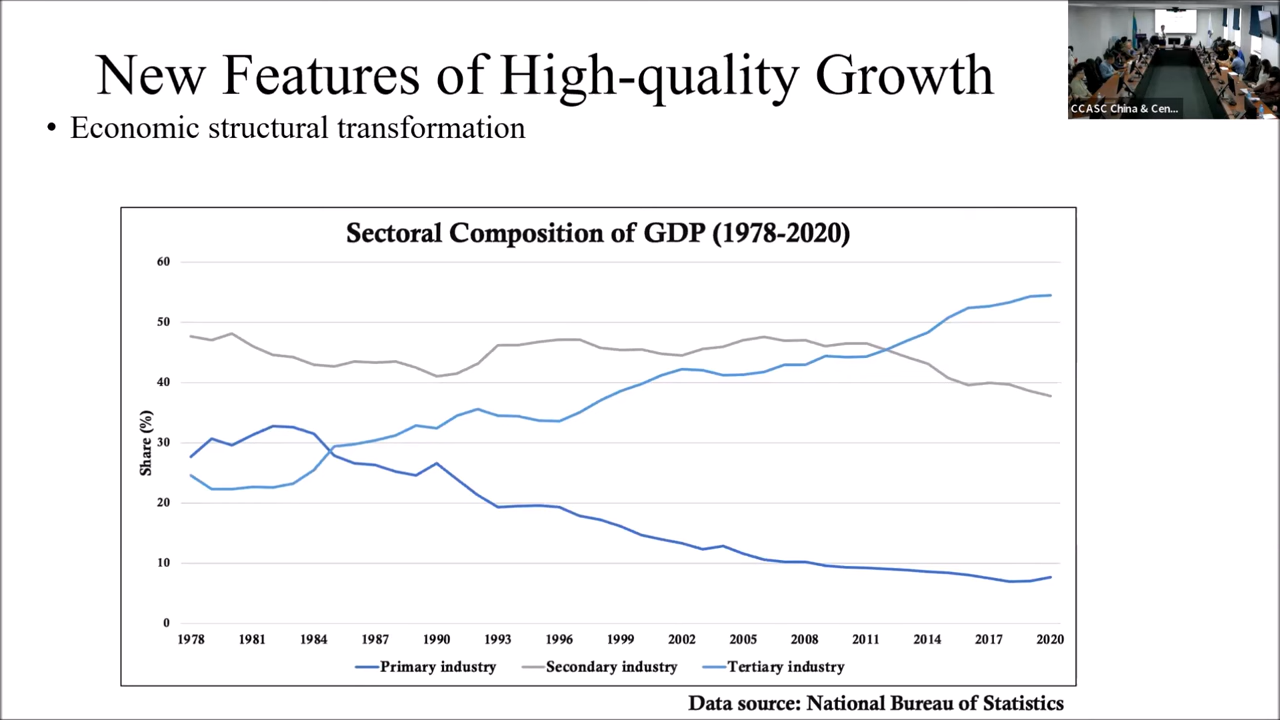 New Features of High-quality Growth
CCASC China & Cen...
• Economic structural transformation
Sectoral Composition of GDP (1978-2020)
60
50
40
30
20
10
0
Share (%)
1978 1981 1984 1987 1990 1993 1996 1999 2002 2005 2008 2011 2014 2017 2020
Primary industry Secondary industry Tertiary industry
Data source: National Bureau of Statistics